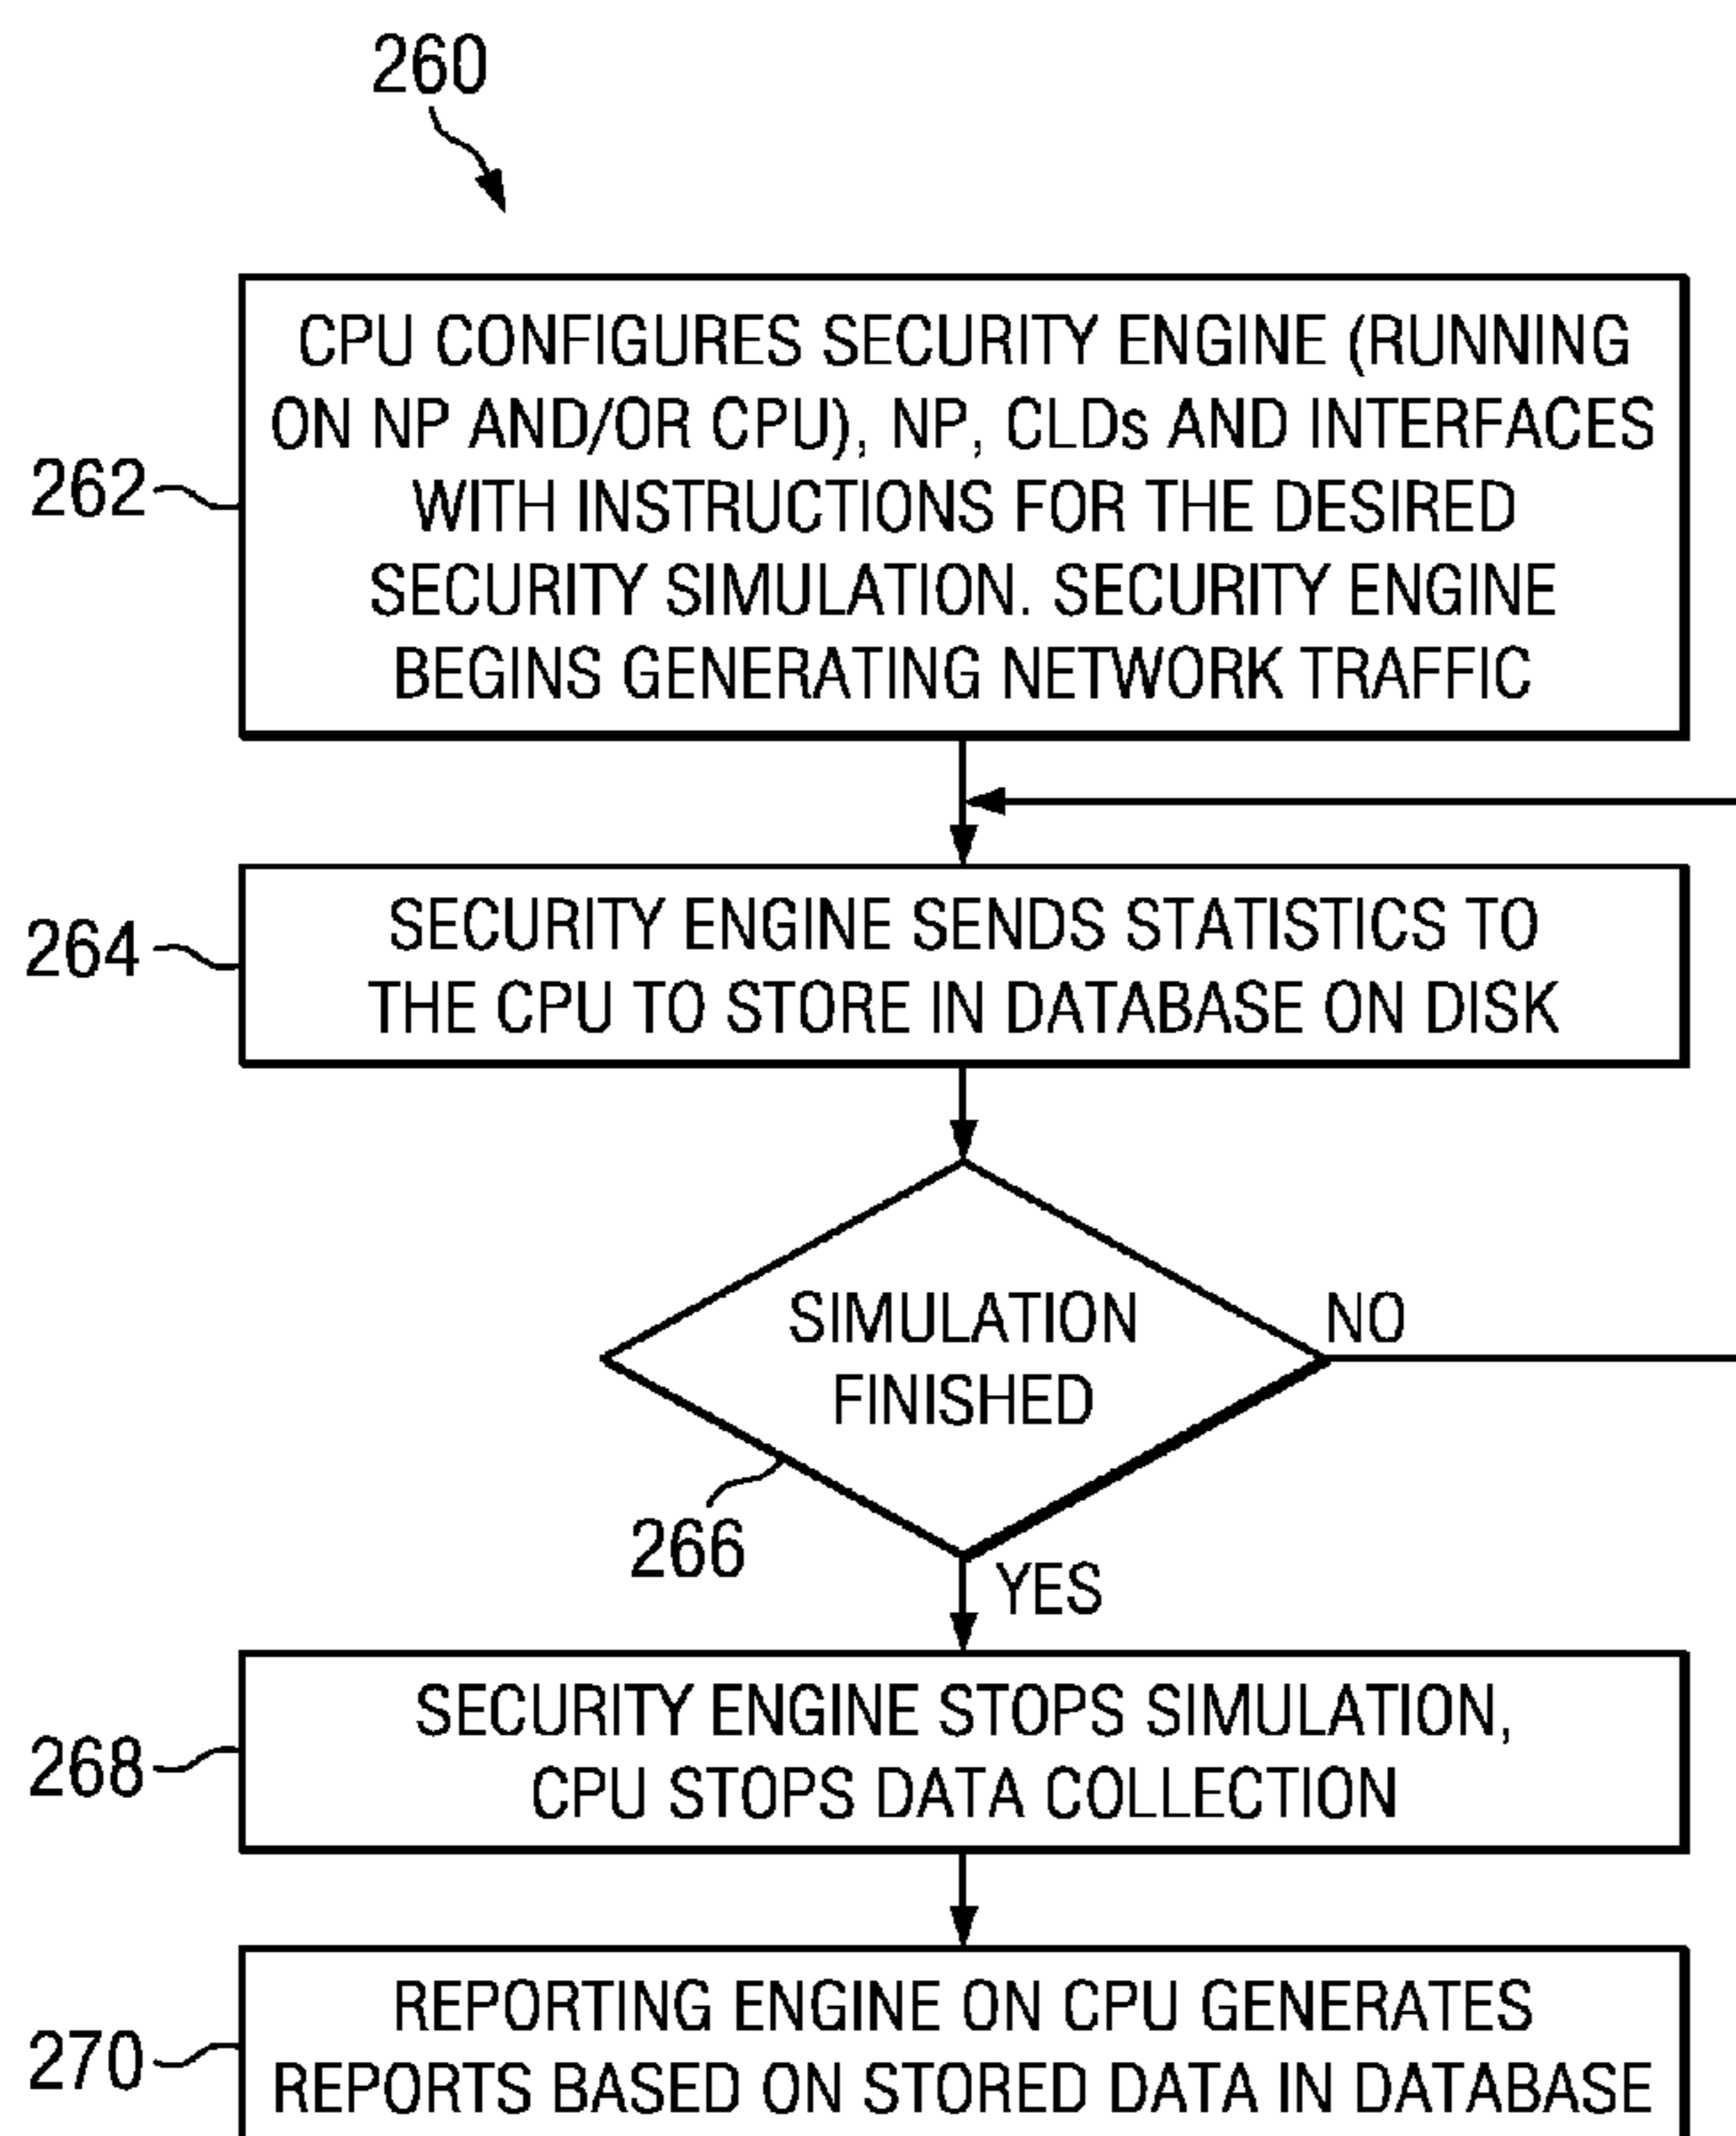 260
262
CPU CONFIGURES SECURITY ENGINE (RUNNING
ON NP AND/OR CPU), NP, CLDs AND INTERFACES
WITH INSTRUCTIONS FOR THE DESIRED
SECURITY SIMULATION. SECURITY ENGINE
BEGINS GENERATING NETWORK TRAFFIC
264
SECURITY ENGINE SENDS STATISTICS TO
THE CPU TO STORE IN DATABASE ON DISK
SIMULATION
FINISHED
NO
266
YES
268
SECURITY ENGINE STOPS SIMULATION,
CPU STOPS DATA COLLECTION
270
REPORTING ENGINE ON CPU GENERATES
REPORTS BASED ON STORED DATA IN DATABASE